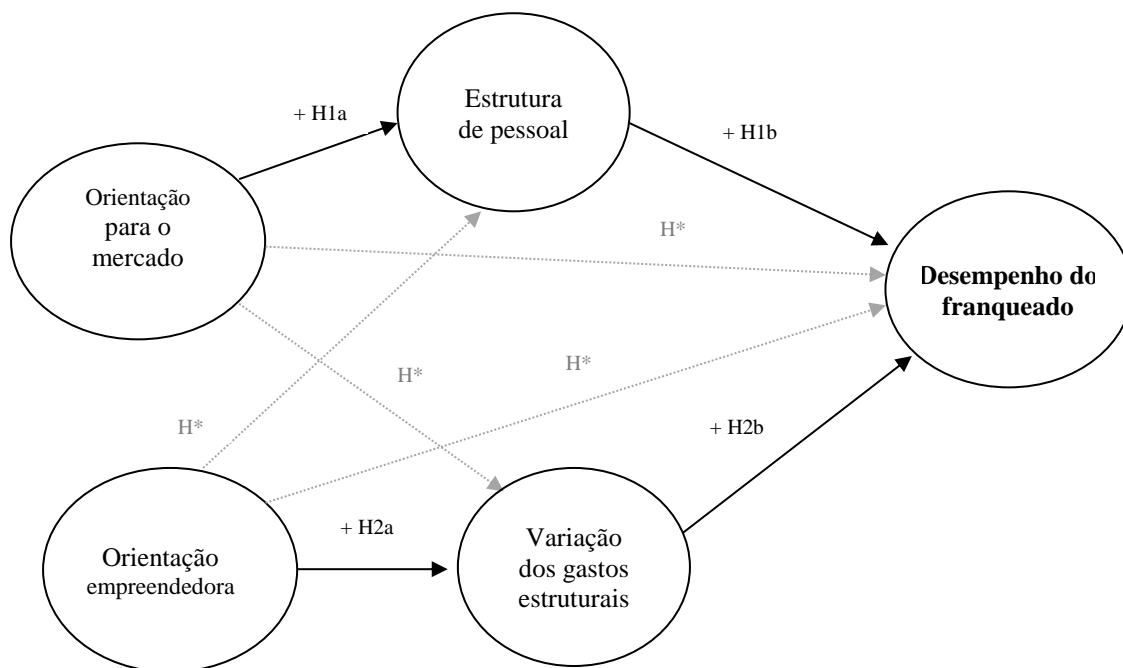 + H1a
Estrutura
de pessoal
+ H1b
Orientação
para o
mercado
H*
Desempenho do
franqueado
H*
H*
H*
+ H2b
+ H2a
Orientação
empreendedora
Variação
dos gastos
estruturais